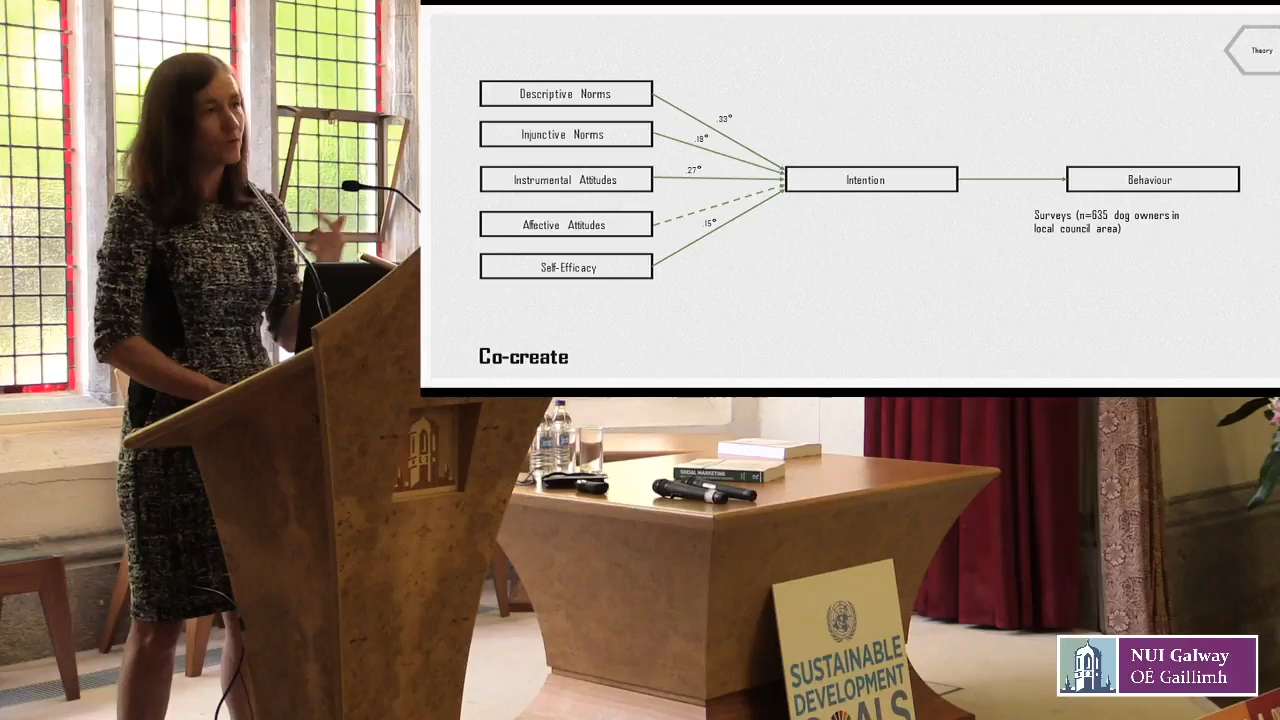 Theory
Descriptive Norms
.33
Injunctive Norms
.18
Instrumental Attitudes
.27
Intention
Behaviour
Affective Attitudes
.15
Surveys (n=635 dog owners in
local council area)
Self-Efficacy
Co-create
SOCIAL MARKETING
SUSTAINABLE
DEVELOPMENT
GOALS
NUI Galway
OÉ Gaillimh